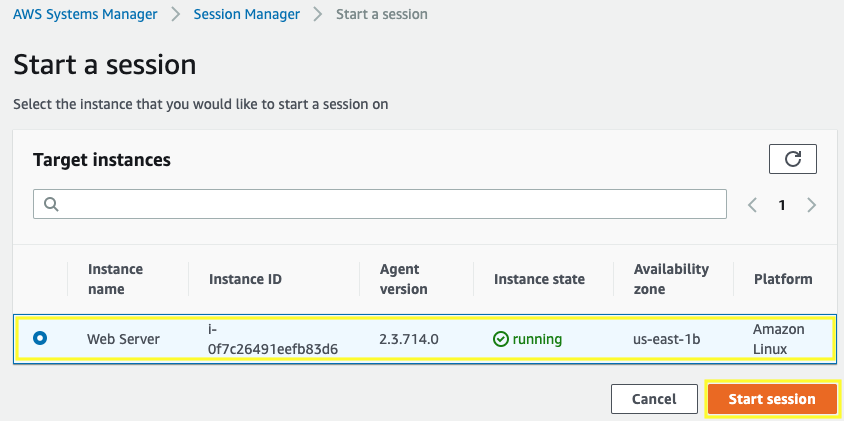 AWS Systems Manager > Session Manager > Start a session
Start a session
Select the instance that you would like to start a session on
Target instances
1
Instance name Instance ID Agent version Instance state Availability zone Platform
Web Server i-0f7c26491eefb83d6 2.3.714.0 running us-east-1b Amazon Linux
Cancel Start session